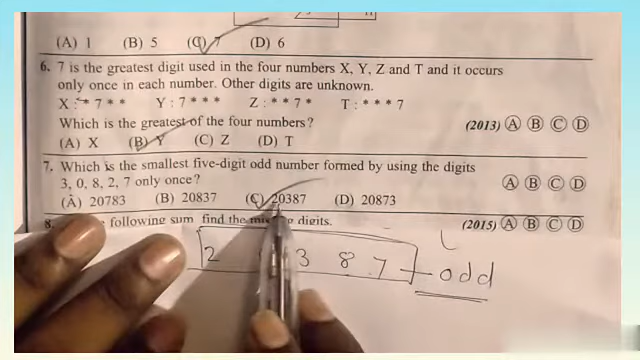 (A) 1 (B) 5 (C) 7 (D) 6
6. 7 is the greatest digit used in the four numbers X, Y, Z and T and it occurs
only once in each number. Other digits are unknown.
X : * 7 * * Y : 7 * * * Z : * * 7 * T : * * * 7
Which is the greatest of the four numbers? (2013) A B C D
(A) X (B) Y (C) Z (D) T
7. Which is the smallest five-digit odd number formed by using the digits
3, 0, 8, 2, 7 only once? A B C D
(A) 20783 (B) 20837 (C) 20387 (D) 20873
8. following sum find the digits. (2015) A B C D
2 3 8 7 odd